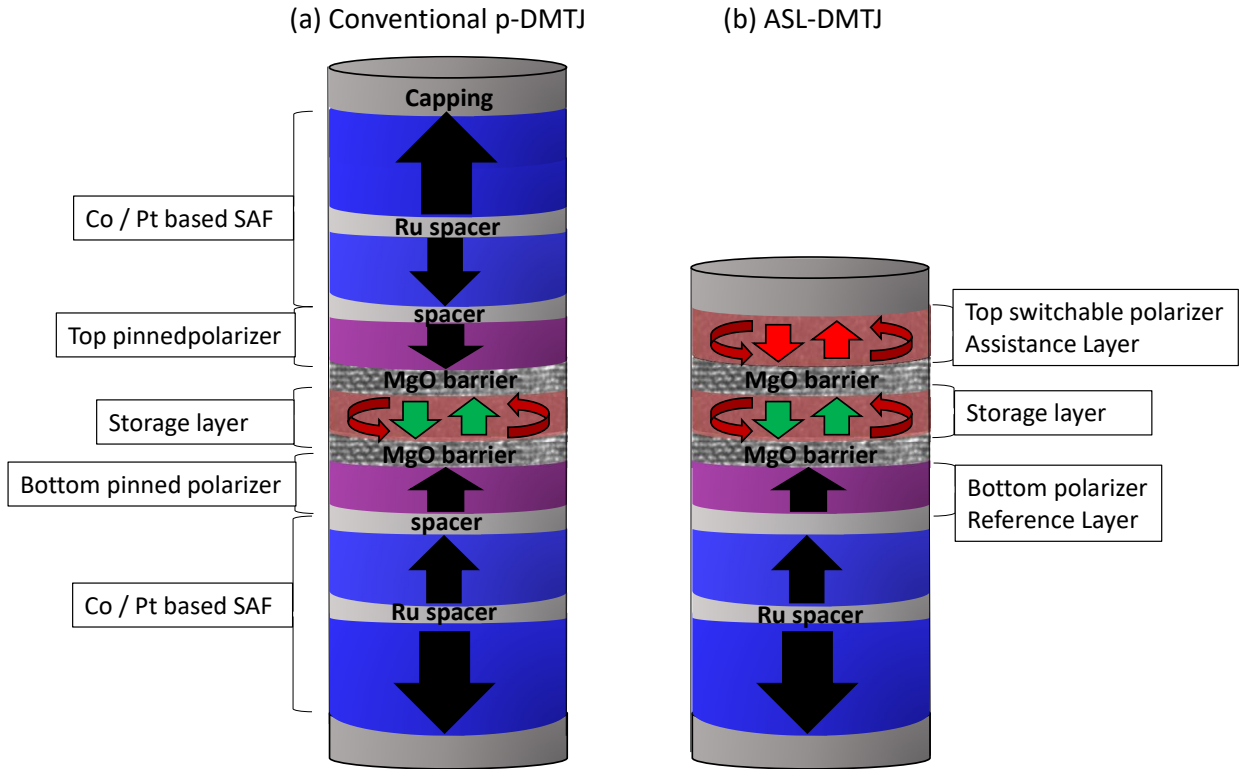 (a) Conventional p-DMTJ
Capping
Co / Pt based SAF
Ru spacer
spacer
Top pinnedpolarizer
MgO barrier
Storage layer
MgO barrier
Bottom pinned polarizer
spacer
Co / Pt based SAF
Ru spacer
(b) ASL-DMTJ
Top switchable polarizer
Assistance Layer
MgO barrier
Storage layer
MgO barrier
Bottom polarizer
Reference Layer
Ru spacer